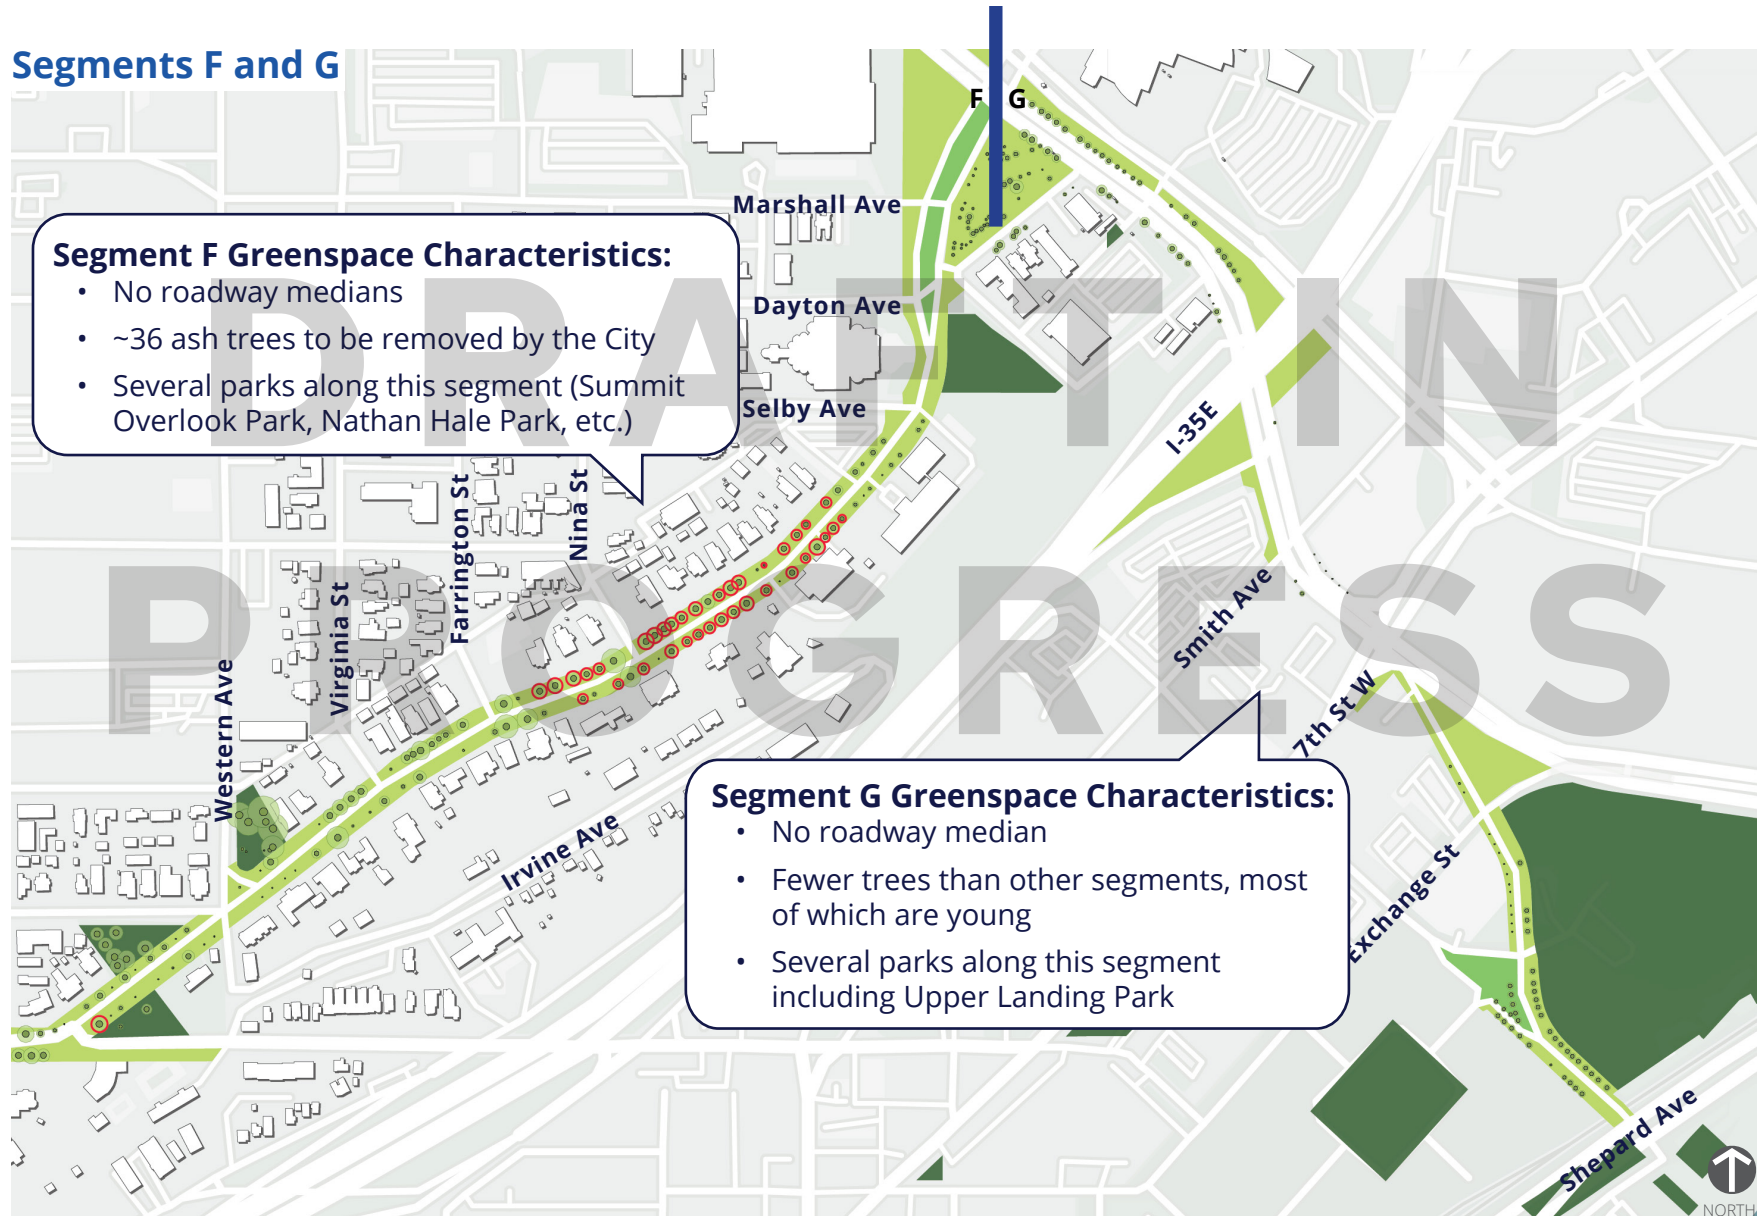 Segments F and G
F G
Marshall Ave
Segment F Greenspace Characteristics:
• No roadway medians
• ~36 ash trees to be removed by the City
• Several parks along this segment (Summit
Overlook Park, Nathan Hale Park, etc.)
Dayton Ave
Selby Ave
DRAFT IN
PROGRESS
I-35E
Nina St
Farrington St
Virginia St
Western Ave
Irvine Ave
Smith Ave
7th St W
Segment G Greenspace Characteristics:
• No roadway median
• Fewer trees than other segments, most
of which are young
• Several parks along this segment
including Upper Landing Park
Exchange St
Shepard Ave
NORTH